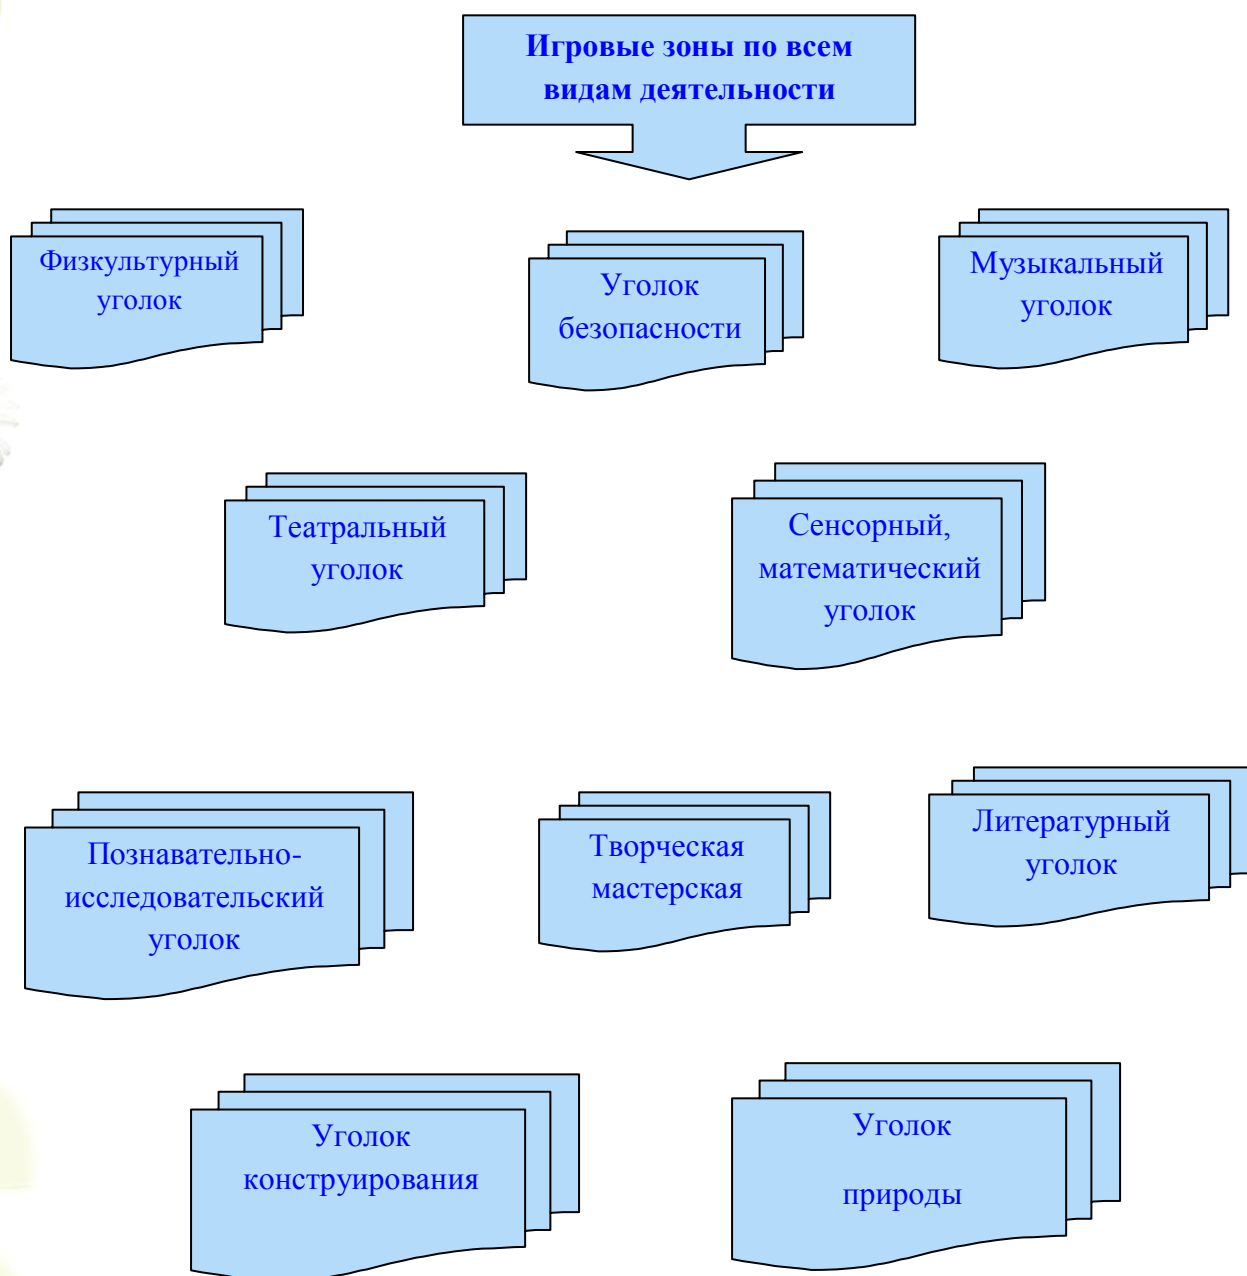 Игровые зоны по всем
видам деятельности
Физкультурный
уголок
Уголок
безопасности
Музыкальный
уголок
Театральный
уголок
Сенсорный,
математический
уголок
Познавательно-
исследовательский
уголок
Творческая
мастерская
Литературный
уголок
Уголок
конструирования
Уголок
природы